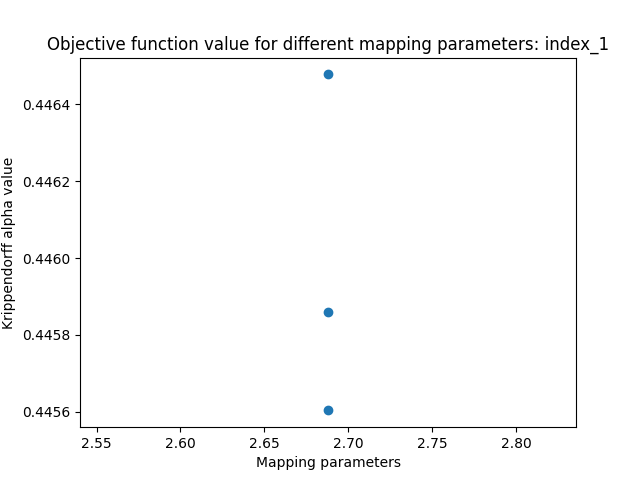 Objective function value for different mapping parameters: index_1
Krippendorff alpha value
0.4464
0.4462
0.4460
0.4458
0.4456
2.55 2.60 2.65 2.70 2.75 2.80
Mapping parameters